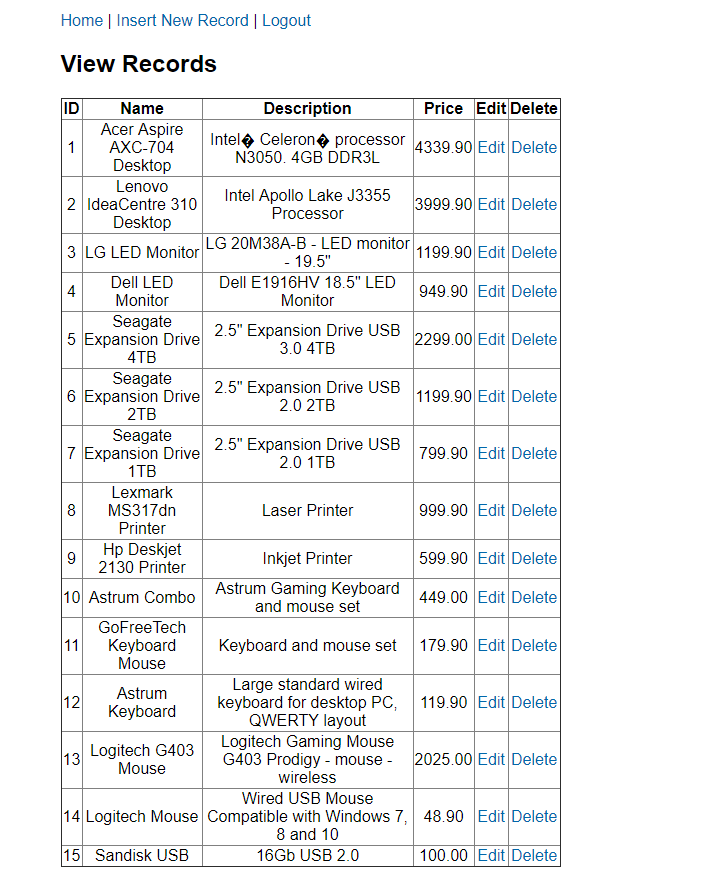 Home | Insert New Record | Logout
View Records
ID Name Description Price Edit Delete
1 Acer Aspire AXC-704 Desktop Intel� Celeron� processor N3050. 4GB DDR3L 4339.90 Edit Delete
2 Lenovo IdeaCentre 310 Desktop Intel Apollo Lake J3355 Processor 3999.90 Edit Delete
3 LG LED Monitor LG 20M38A-B - LED monitor - 19.5" 1199.90 Edit Delete
4 Dell LED Monitor Dell E1916HV 18.5" LED Monitor 949.90 Edit Delete
5 Seagate Expansion Drive 4TB 2.5" Expansion Drive USB 3.0 4TB 2299.00 Edit Delete
6 Seagate Expansion Drive 2TB 2.5" Expansion Drive USB 2.0 2TB 1199.90 Edit Delete
7 Seagate Expansion Drive 1TB 2.5" Expansion Drive USB 2.0 1TB 799.90 Edit Delete
8 Lexmark MS317dn Printer Laser Printer 999.90 Edit Delete
9 Hp Deskjet 2130 Printer Inkjet Printer 599.90 Edit Delete
10 Astrum Combo Astrum Gaming Keyboard and mouse set 449.00 Edit Delete
11 GoFreeTech Keyboard Mouse Keyboard and mouse set 179.90 Edit Delete
12 Astrum Keyboard Large standard wired keyboard for desktop PC, QWERTY layout 119.90 Edit Delete
13 Logitech G403 Mouse Logitech Gaming Mouse G403 Prodigy - mouse - wireless 2025.00 Edit Delete
14 Logitech Mouse Wired USB Mouse Compatible with Windows 7, 8 and 10 48.90 Edit Delete
15 Sandisk USB 16Gb USB 2.0 100.00 Edit Delete